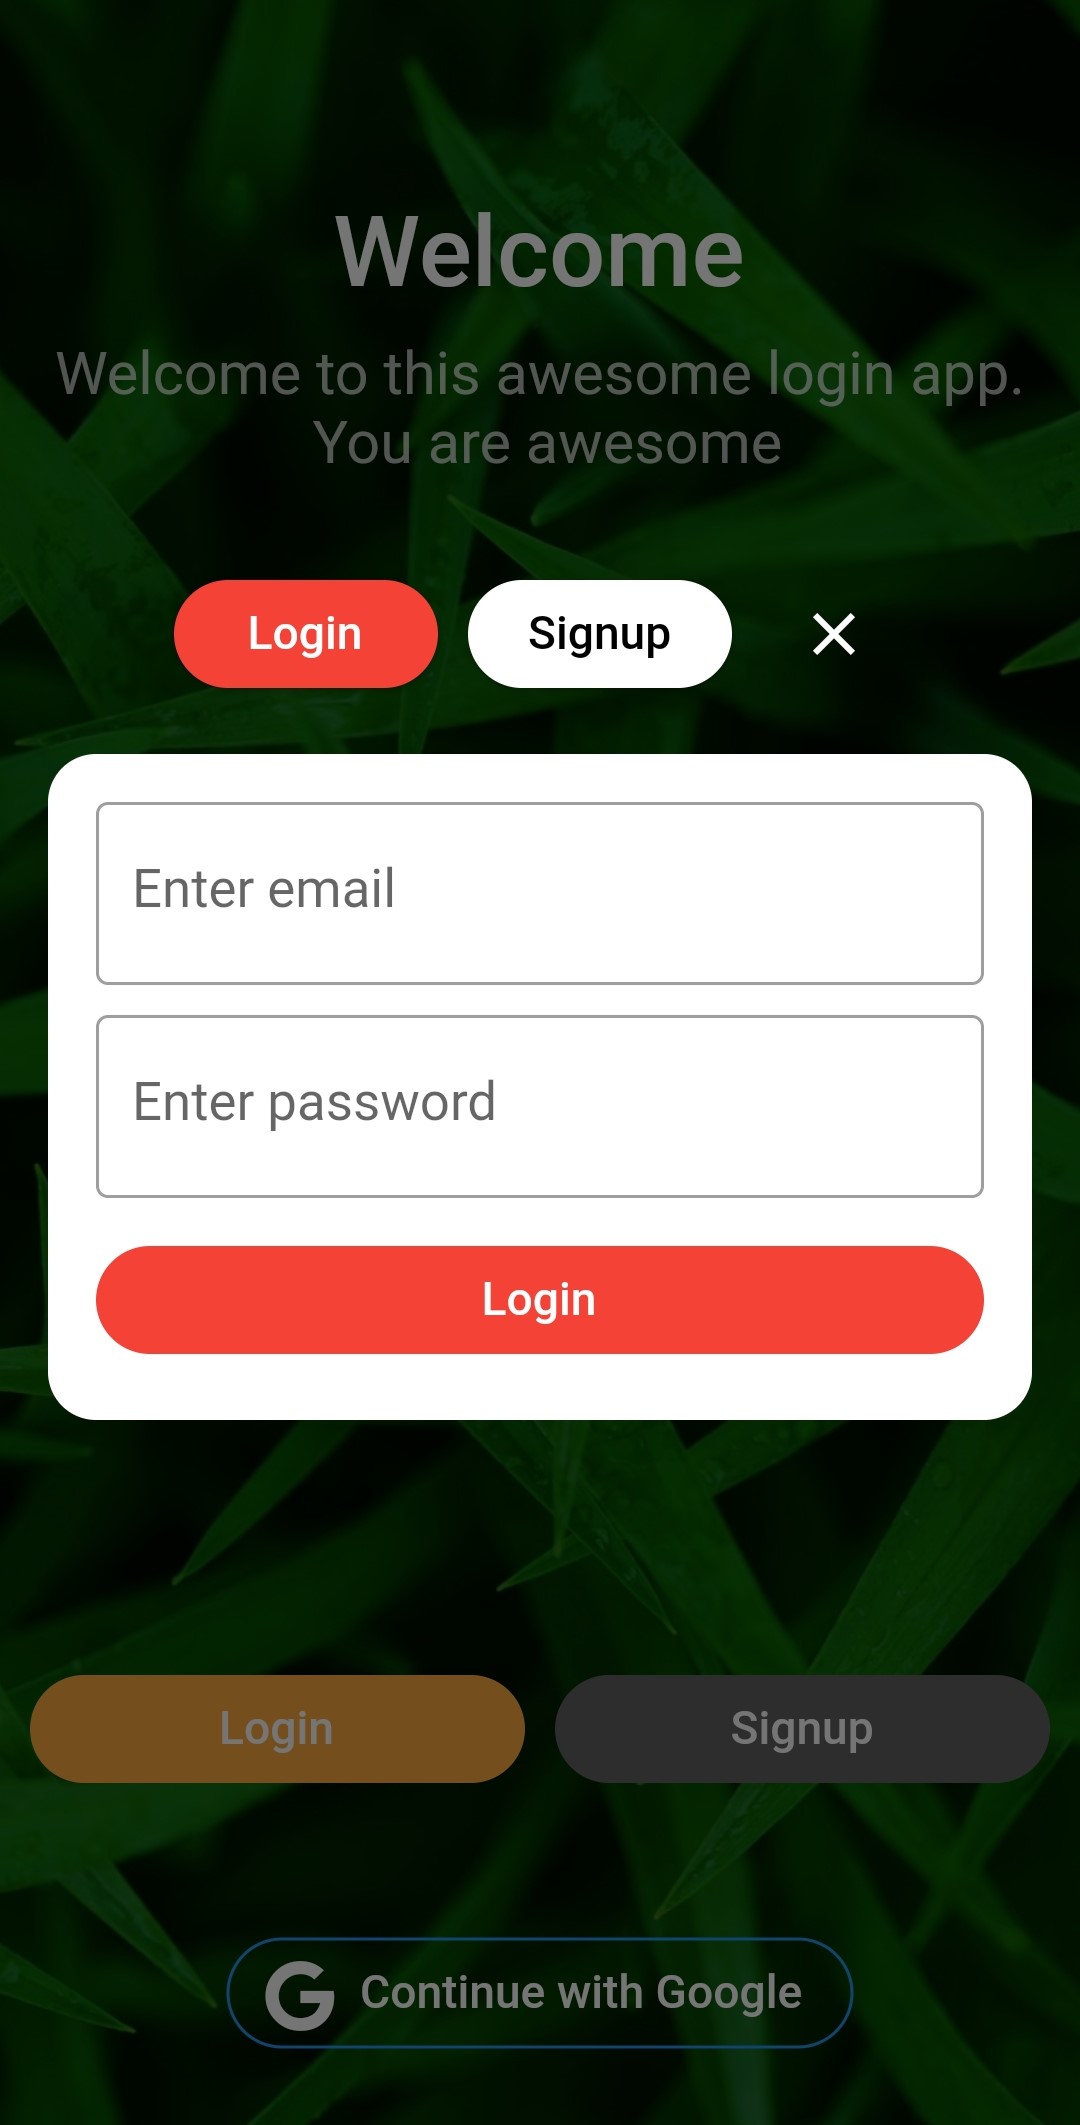 Welcome
Welcome to this awesome login app.
You are awesome
Login
Signup
Enter email
Enter password
Login
Login
Signup
Continue with Google